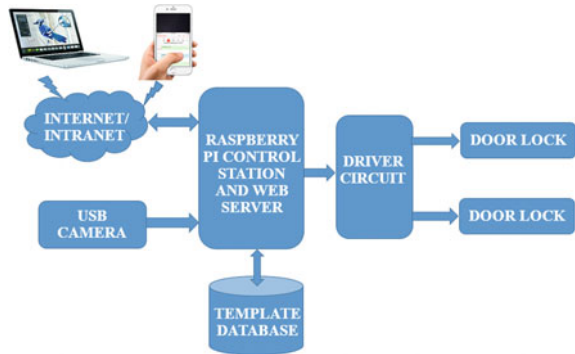 INTERNET/
INTRANET
RASPBERRY
PI CONTROL
STATION
AND WEB
SERVER
DRIVER
CIRCUIT
DOOR LOCK
USB
CAMERA
DOOR LOCK
TEMPLATE
DATABASE